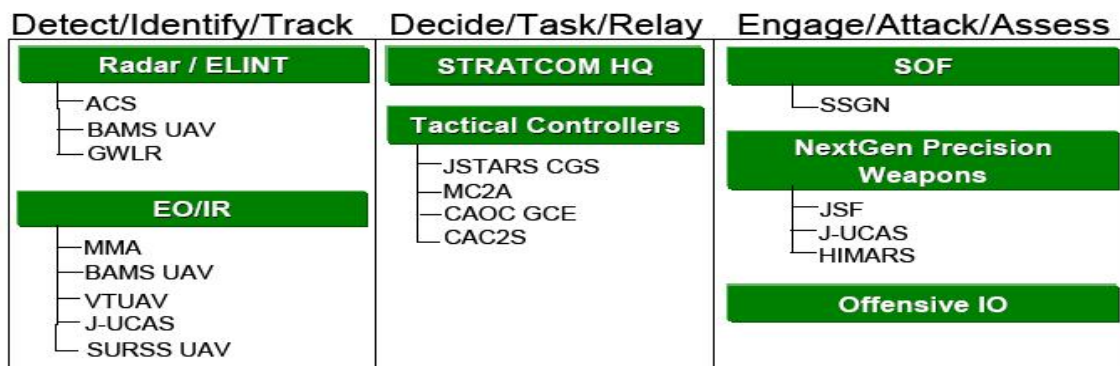 Detect/Identify/Track
Radar / ELINT
ACS
BAMS UAV
GWLR
EO/IR
MMA
BAMS UAV
VTUAV
J-UCAS
SURSS UAV
Decide/Task/Relay
STRATCOM HQ
Tactical Controllers
JSTARS CGS
MC2A
CAOC GCE
CAC2S
Engage/Attack/Assess
SOF
SSGN
NextGen Precision
Weapons
JSF
J-UCAS
HIMARS
Offensive IO